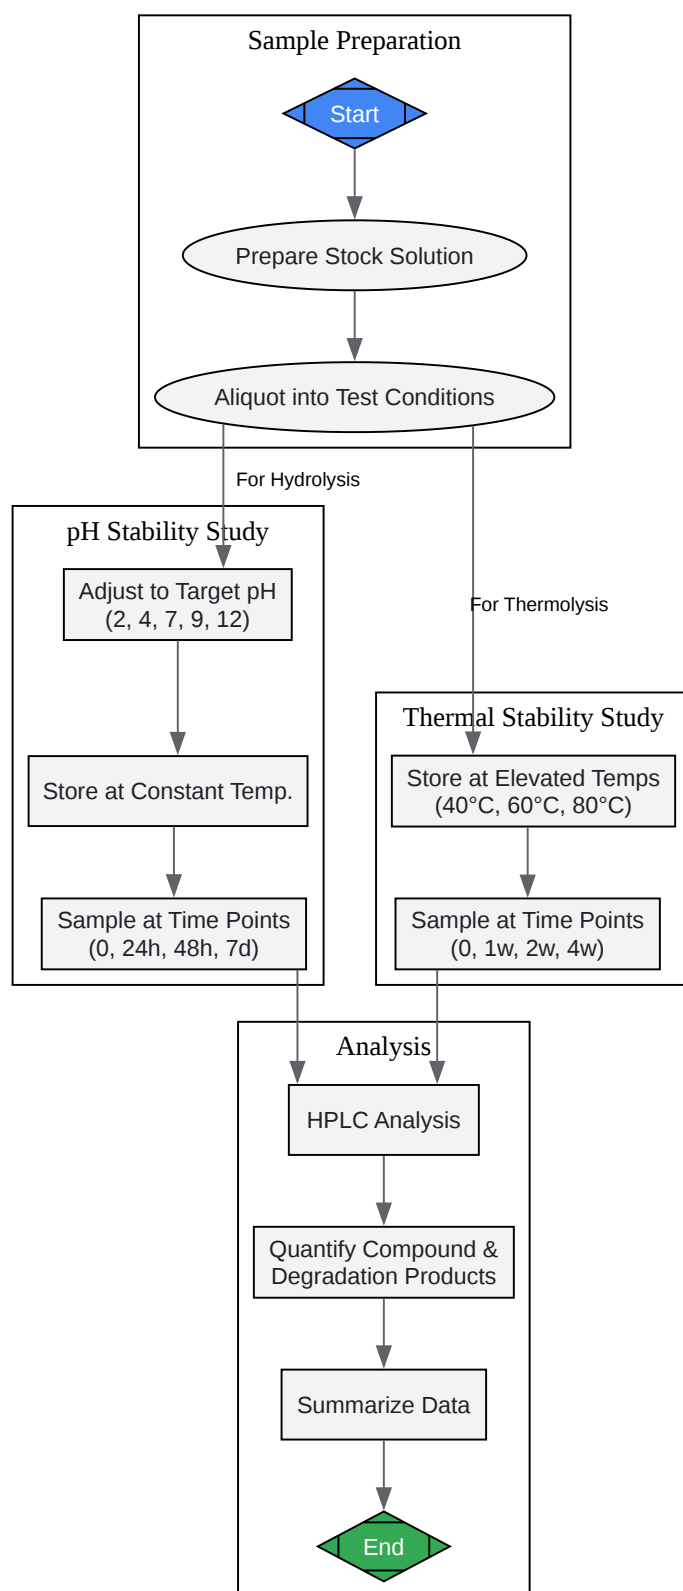 Sample Preparation
Start
Prepare Stock Solution
Aliquot into Test Conditions
For Hydrolysis
pH Stability Study
Adjust to Target pH
(2, 4, 7, 9, 12)
Store at Constant Temp.
Sample at Time Points
(0, 24h, 48h, 7d)
For Thermolysis
Thermal Stability Study
Store at Elevated Temps
(40°C, 60°C, 80°C)
Sample at Time Points
(0, 1w, 2w, 4w)
Analysis
HPLC Analysis
Quantify Compound &
Degradation Products
Summarize Data
End